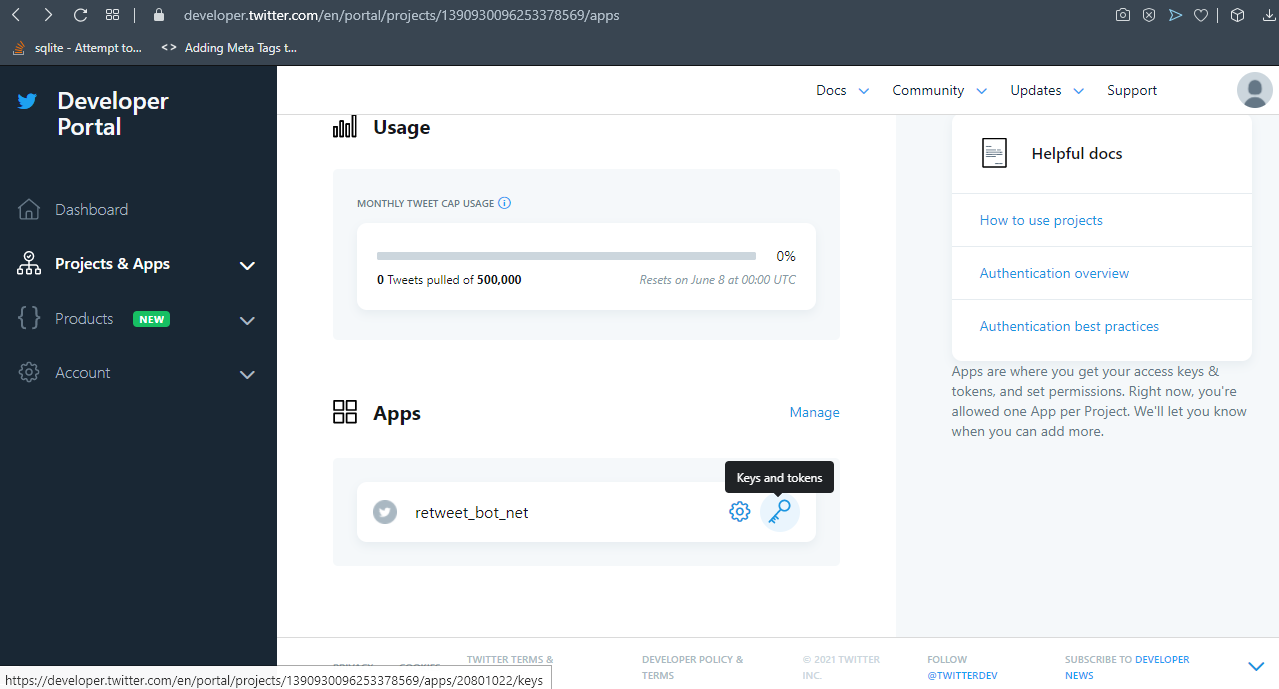 developer.twitter.com/en/portal/projects/1390930096253378569/apps
sqlite - Attempt to...
<> Adding Meta Tags t...
Developer
Portal
Docs
Community
Updates
Support
Dashboard
Projects & Apps
Products NEW
Account
Usage
MONTHLY TWEET CAP USAGE
0%
0 Tweets pulled of 500,000
Resets on June 8 at 00:00 UTC
Apps
Manage
Keys and tokens
retweet_bot_net
Helpful docs
How to use projects
Authentication overview
Authentication best practices
Apps are where you get your access keys &
tokens, and set permissions. Right now, you're
allowed one App per Project. We'll let you know
when you can add more.
PRIVACY
COOKIES
TWITTER TERMS &
DEVELOPER POLICY &
TERMS
© 2021 TWITTER
INC.
FOLLOW
@TWITTERDEV
SUBSCRIBE TO DEVELOPER
NEWS
https://developer.twitter.com/en/portal/projects/1390930096253378569/apps/20801022/keys